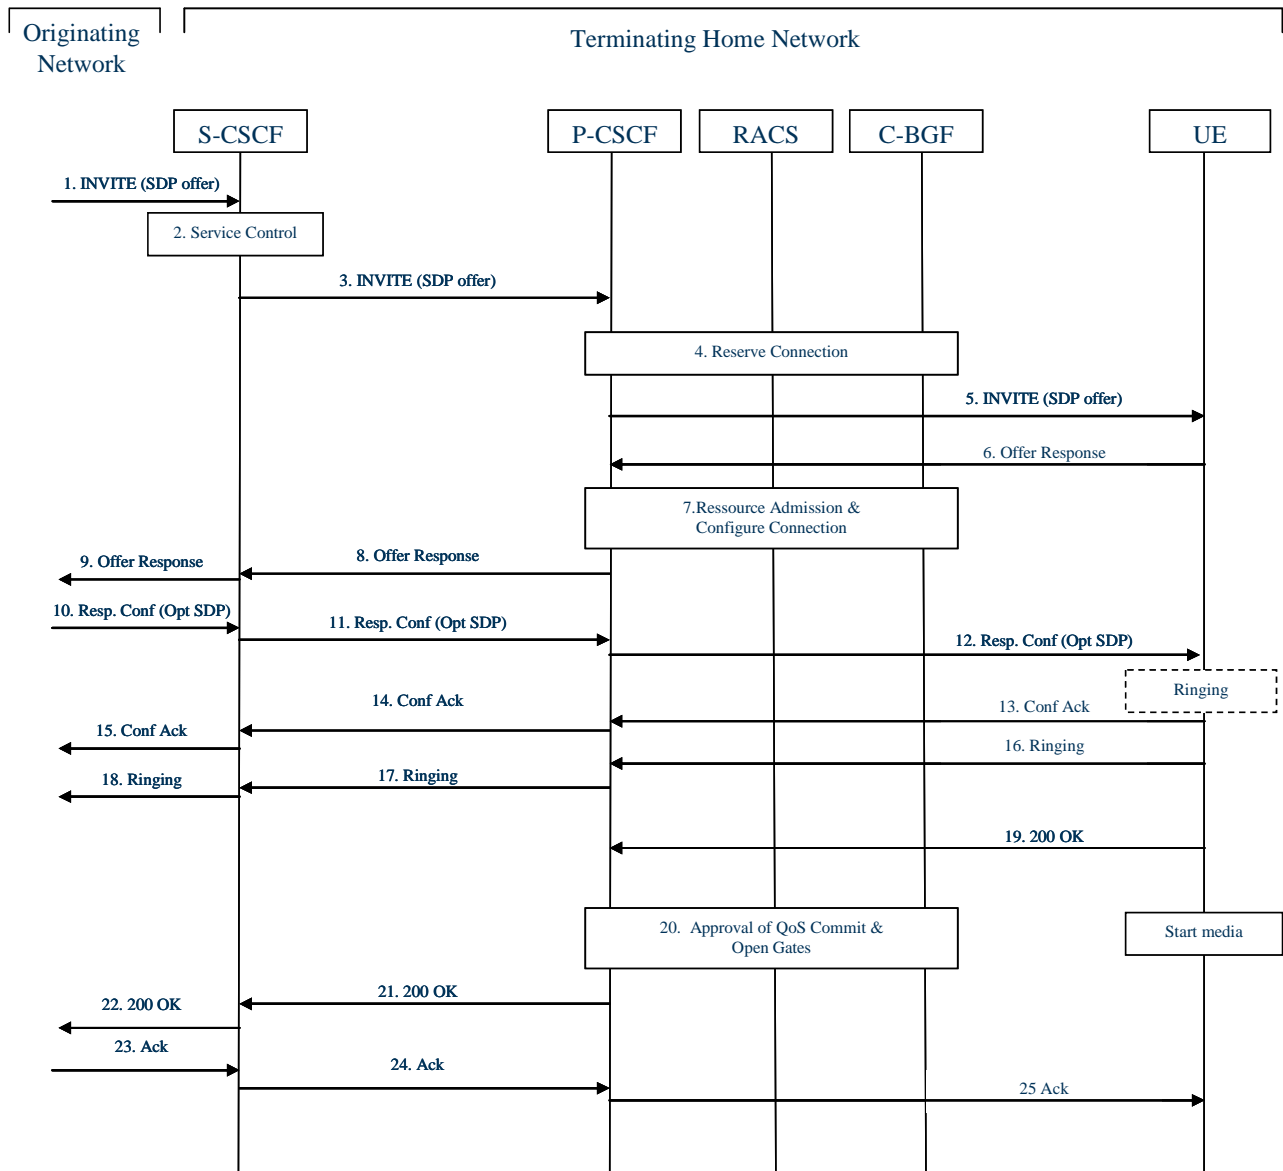 Originating
Network
Terminating Home Network
S-CSCF
P-CSCF
RACS
C-BGF
UE
1. INVITE (SDP offer)
2. Service Control
3. INVITE (SDP offer)
4. Reserve Connection
5. INVITE (SDP offer)
6. Offer Response
7.Ressource Admission &
Configure Connection
8. Offer Response
9. Offer Response
10. Resp. Conf (Opt SDP)
11. Resp. Conf (Opt SDP)
12. Resp. Conf (Opt SDP)
Ringing
13. Conf Ack
14. Conf Ack
15. Conf Ack
16. Ringing
17. Ringing
18. Ringing
19. 200 OK
20. Approval of QoS Commit &
Open Gates
Start media
21. 200 OK
22. 200 OK
23. Ack
24. Ack
25 Ack